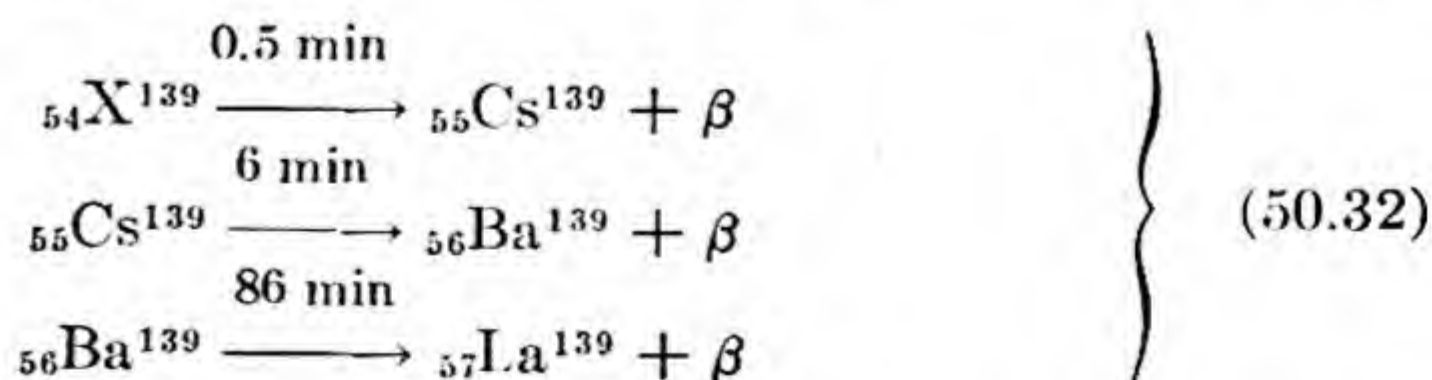 0.5 min
₅₄X¹³⁹ ⟶ ₅₅Cs¹³⁹ + β
6 min
₅₅Cs¹³⁹ ⟶ ₅₆Ba¹³⁹ + β (50.32)
86 min
₅₆Ba¹³⁹ ⟶ ₅₇La¹³⁹ + β